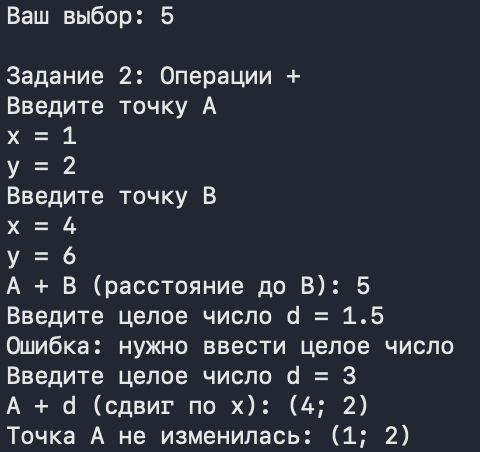 Ваш выбор: 5
Задание 2: Операции +
Введите точку A
x = 1
y = 2
Введите точку B
x = 4
y = 6
A + B (расстояние до B): 5
Введите целое число d = 1.5
Ошибка: нужно ввести целое число
Введите целое число d = 3
A + d (сдвиг по x): (4; 2)
Точка A не изменилась: (1; 2)